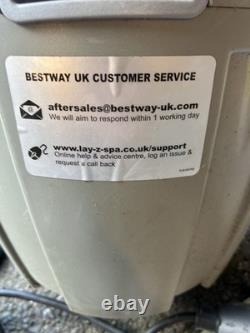 BESTWAY UK CUSTOMER SERVICE
aftersales@bestway-uk.com
We will aim to respond within 1 working day
www.lay-z-spa.co.uk/support
Online help & advice centre, log an issue &
request a call back
ebay